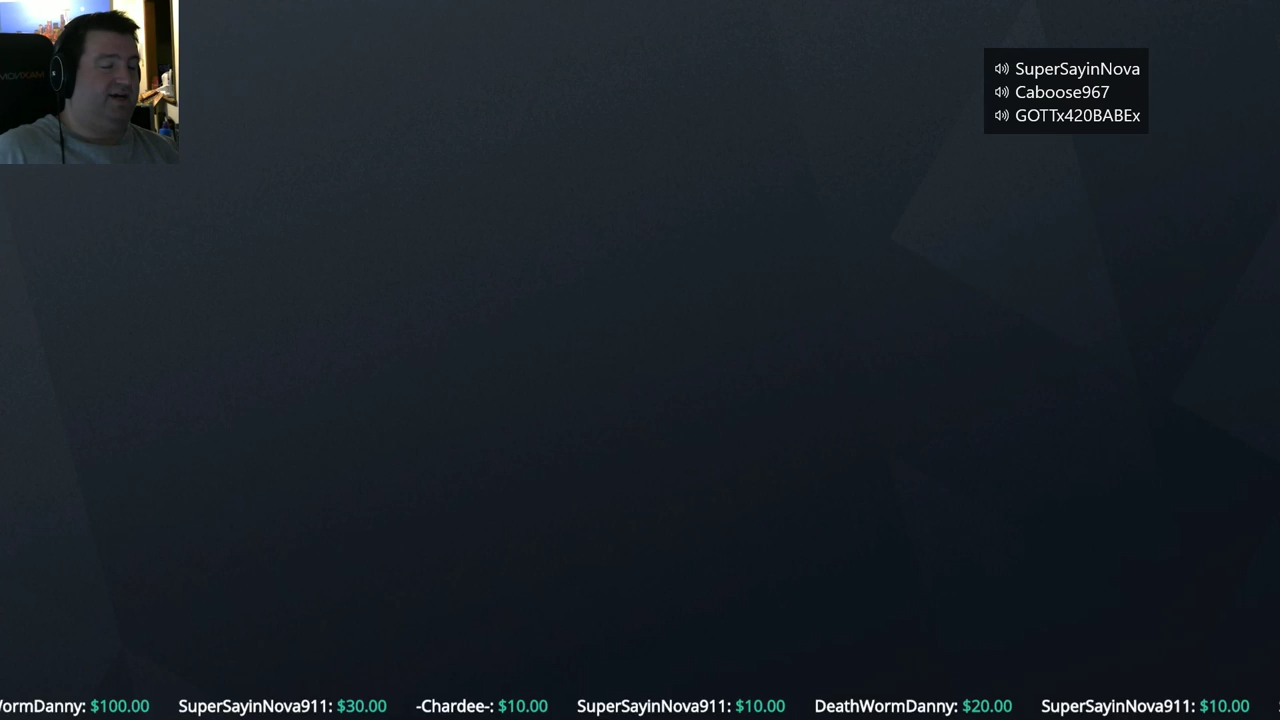 SuperSayinNova
Caboose967
GOTTx420BABEx
WormDanny: $100.00 SuperSayinNova911: $30.00 -Chardee-: $10.00 SuperSayinNova911: $10.00 DeathWormDanny: $20.00 SuperSayinNova911: $10.00